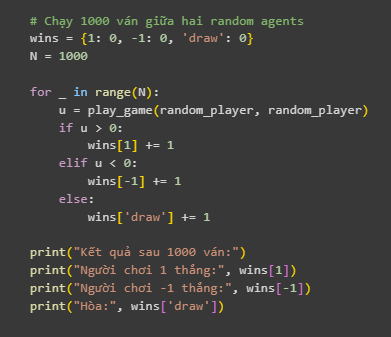 # Chạy 1000 ván giữa hai random agents
wins = {1: 0, -1: 0, 'draw': 0}
N = 1000

for _ in range(N):
    u = play_game(random_player, random_player)
    if u > 0:
        wins[1] += 1
    elif u < 0:
        wins[-1] += 1
    else:
        wins['draw'] += 1

print("Kết quả sau 1000 ván:")
print("Người chơi 1 thắng:", wins[1])
print("Người chơi -1 thắng:", wins[-1])
print("Hòa:", wins['draw'])